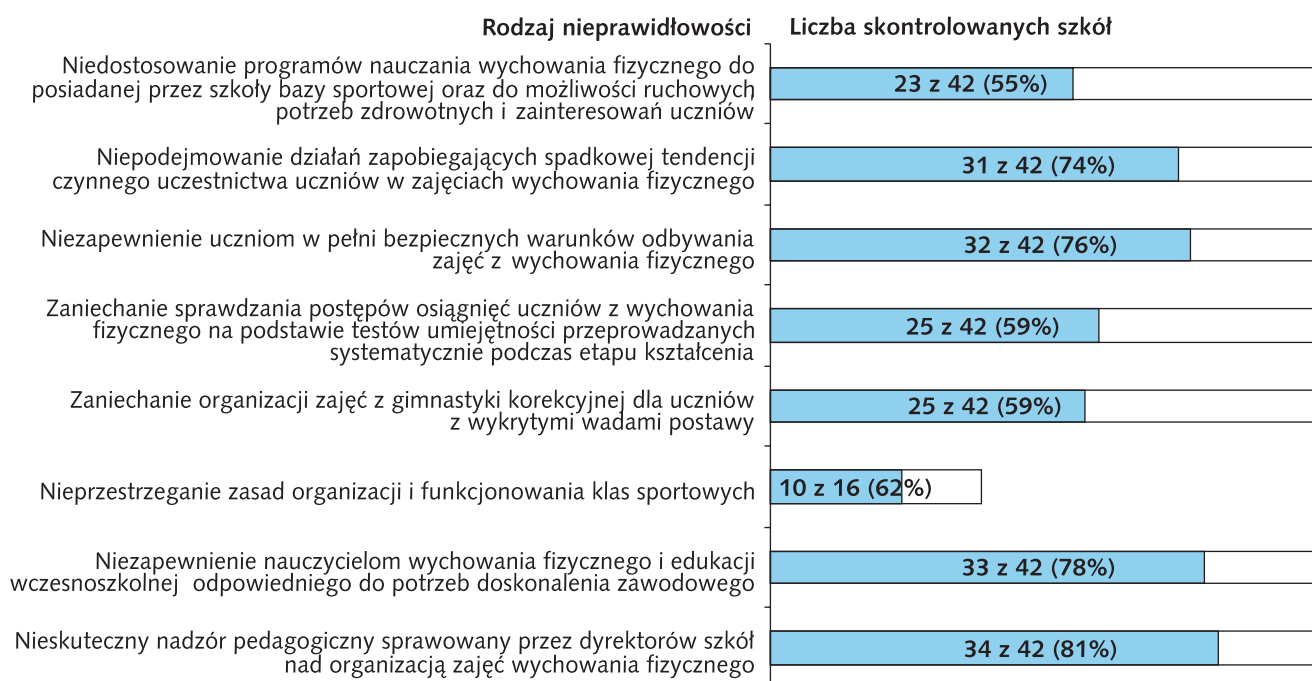 Rodzaj nieprawidłowości
Liczba skontrolowanych szkół
Niedostosowanie programów nauczania wychowania fizycznego do
posiadanej przez szkoły bazy sportowej oraz do możliwości ruchowych,
potrzeb zdrowotnych i zainteresowań uczniów
23 z 42 (55%)
Niepodejmowanie działań zapobiegających spadkowej tendencji
czynnego uczestnictwa uczniów w zajęciach wychowania fizycznego
31 z 42 (74%)
Niezapewnienie uczniom w pełni bezpiecznych warunków odbywania
zajęć z wychowania fizycznego
32 z 42 (76%)
Zaniechanie sprawdzania postępów osiągnięć uczniów z wychowania
fizycznego na podstawie testów umiejętności przeprowadzanych
systematycznie podczas etapu kształcenia
25 z 42 (59%)
Zaniechanie organizacji zajęć z gimnastyki korekcyjnej dla uczniów
z wykrytymi wadami postawy
25 z 42 (59%)
Nieprzestrzeganie zasad organizacji i funkcjonowania klas sportowych
10 z 16 (62%)
Niezapewnienie nauczycielom wychowania fizycznego i edukacji
wczesnoszkolnej odpowiedniego do potrzeb doskonalenia zawodowego
33 z 42 (78%)
Nieskuteczny nadzór pedagogiczny sprawowany przez dyrektorów szkół
nad organizacją zajęć wychowania fizycznego
34 z 42 (81%)